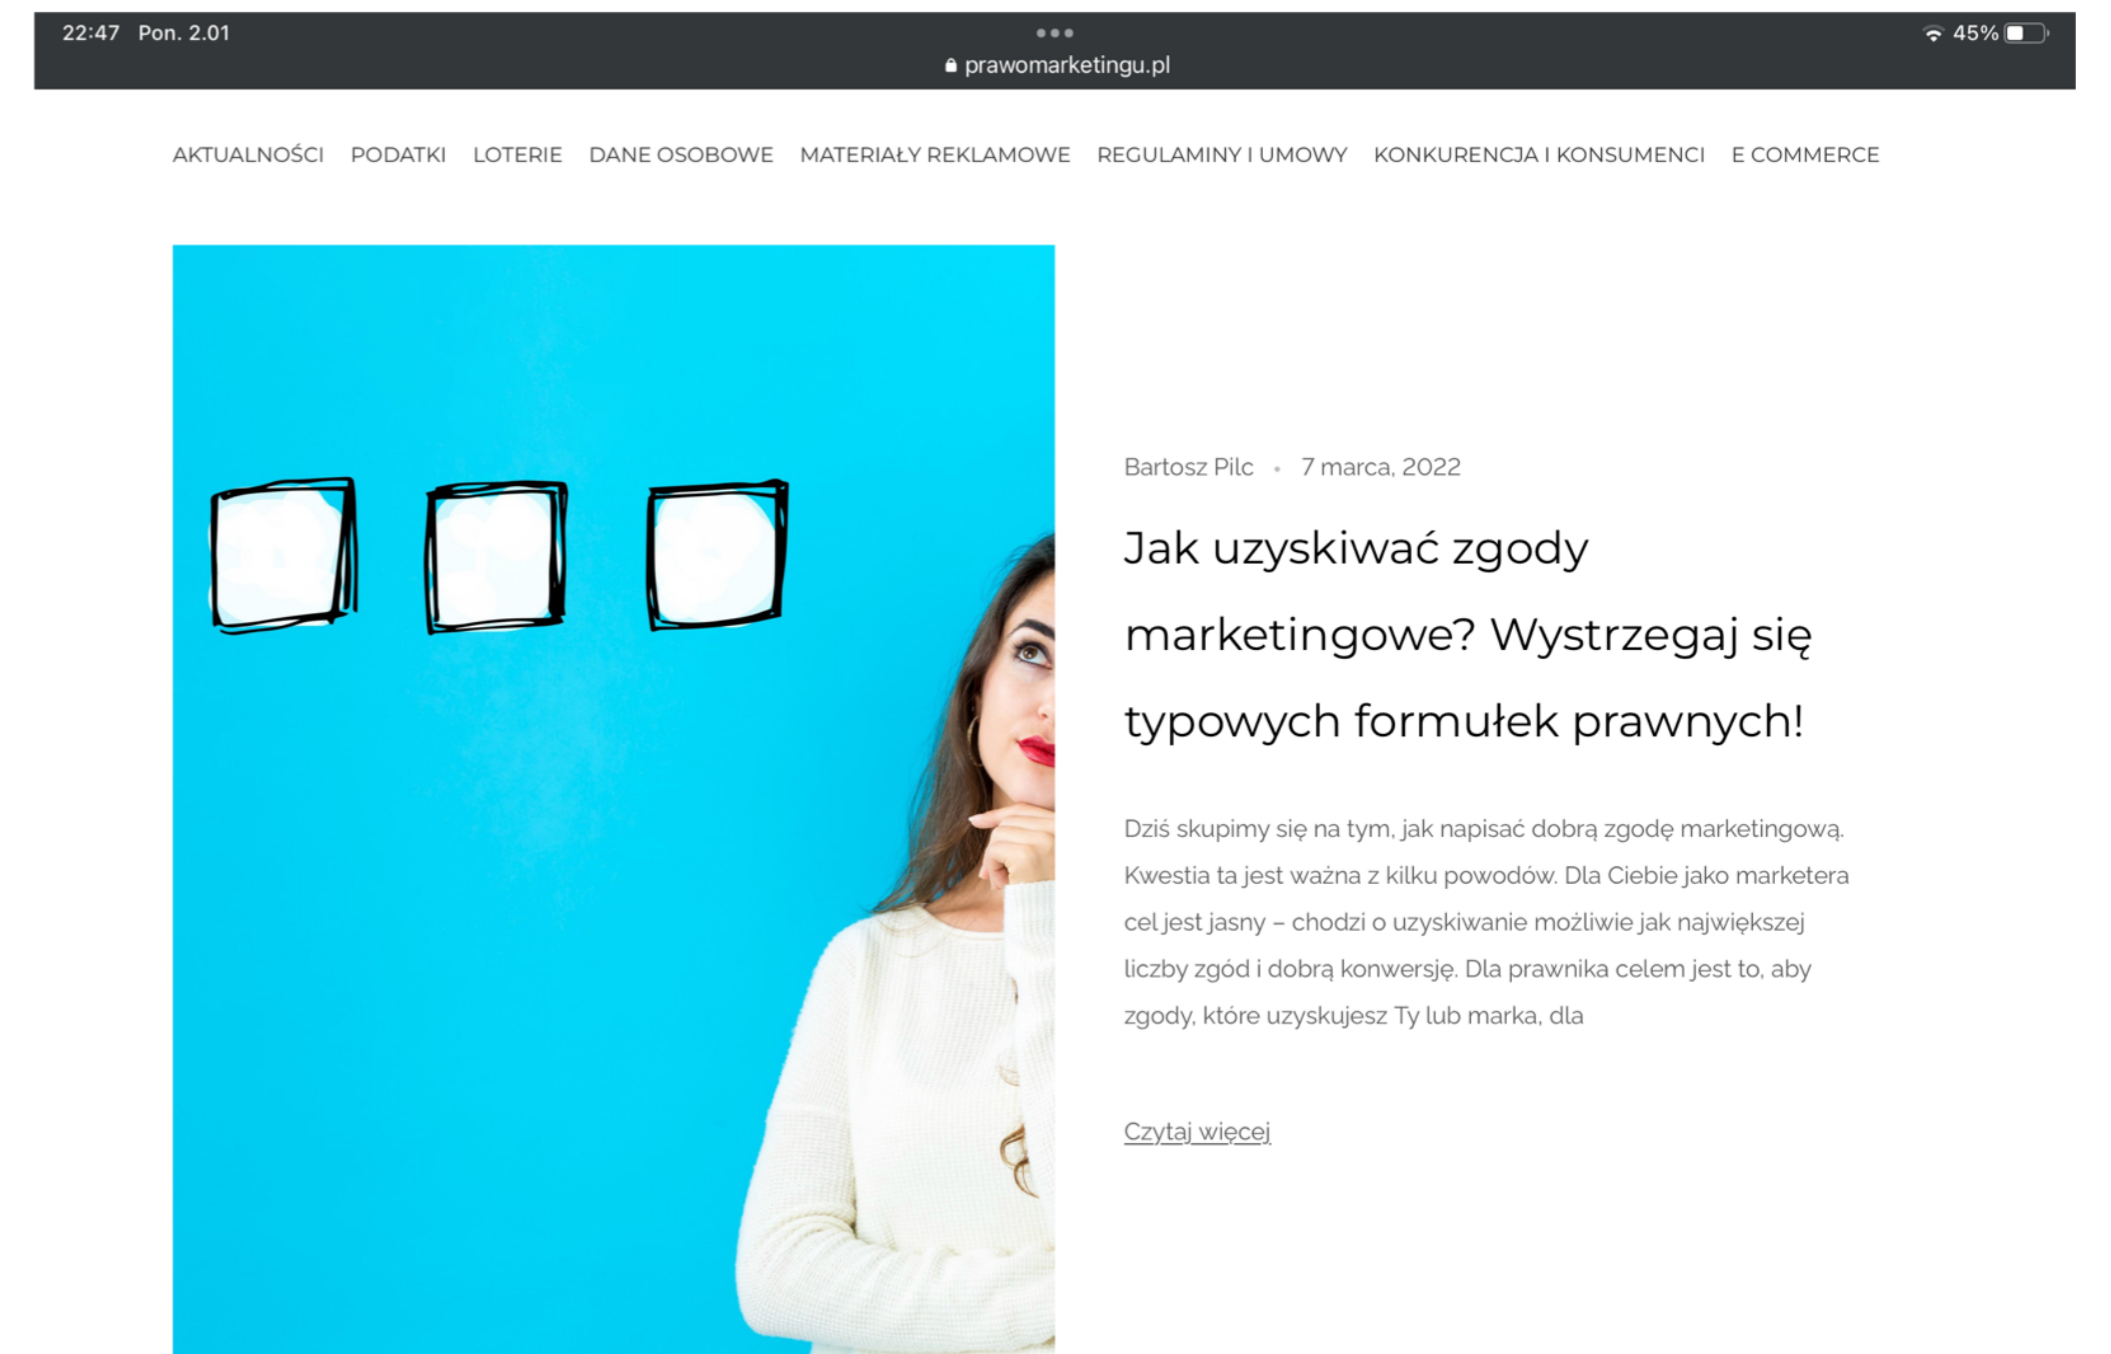 22:47 Pon. 2.01
45%
prawomarketingu.pl
AKTUALNOŚCI PODATKI LOTERIE DANE OSOBOWE MATERIAŁY REKLAMOWE REGULAMINY I UMOWY KONKURENCJA I KONSUMENCI E COMMERCE
Bartosz Pilc • 7 marca, 2022
Jak uzyskiwać zgody
marketingowe? Wystrzegaj się
typowych formułek prawnych!
Dziś skupimy się na tym, jak napisać dobrą zgodę marketingową.
Kwestia ta jest ważna z kilku powodów. Dla Ciebie jako marketera
cel jest jasny – chodzi o uzyskiwanie możliwie jak największej
liczby zgód i dobrą konwersję. Dla prawnika celem jest to, aby
zgody, które uzyskujesz Ty lub marka, dla
Czytaj więcej